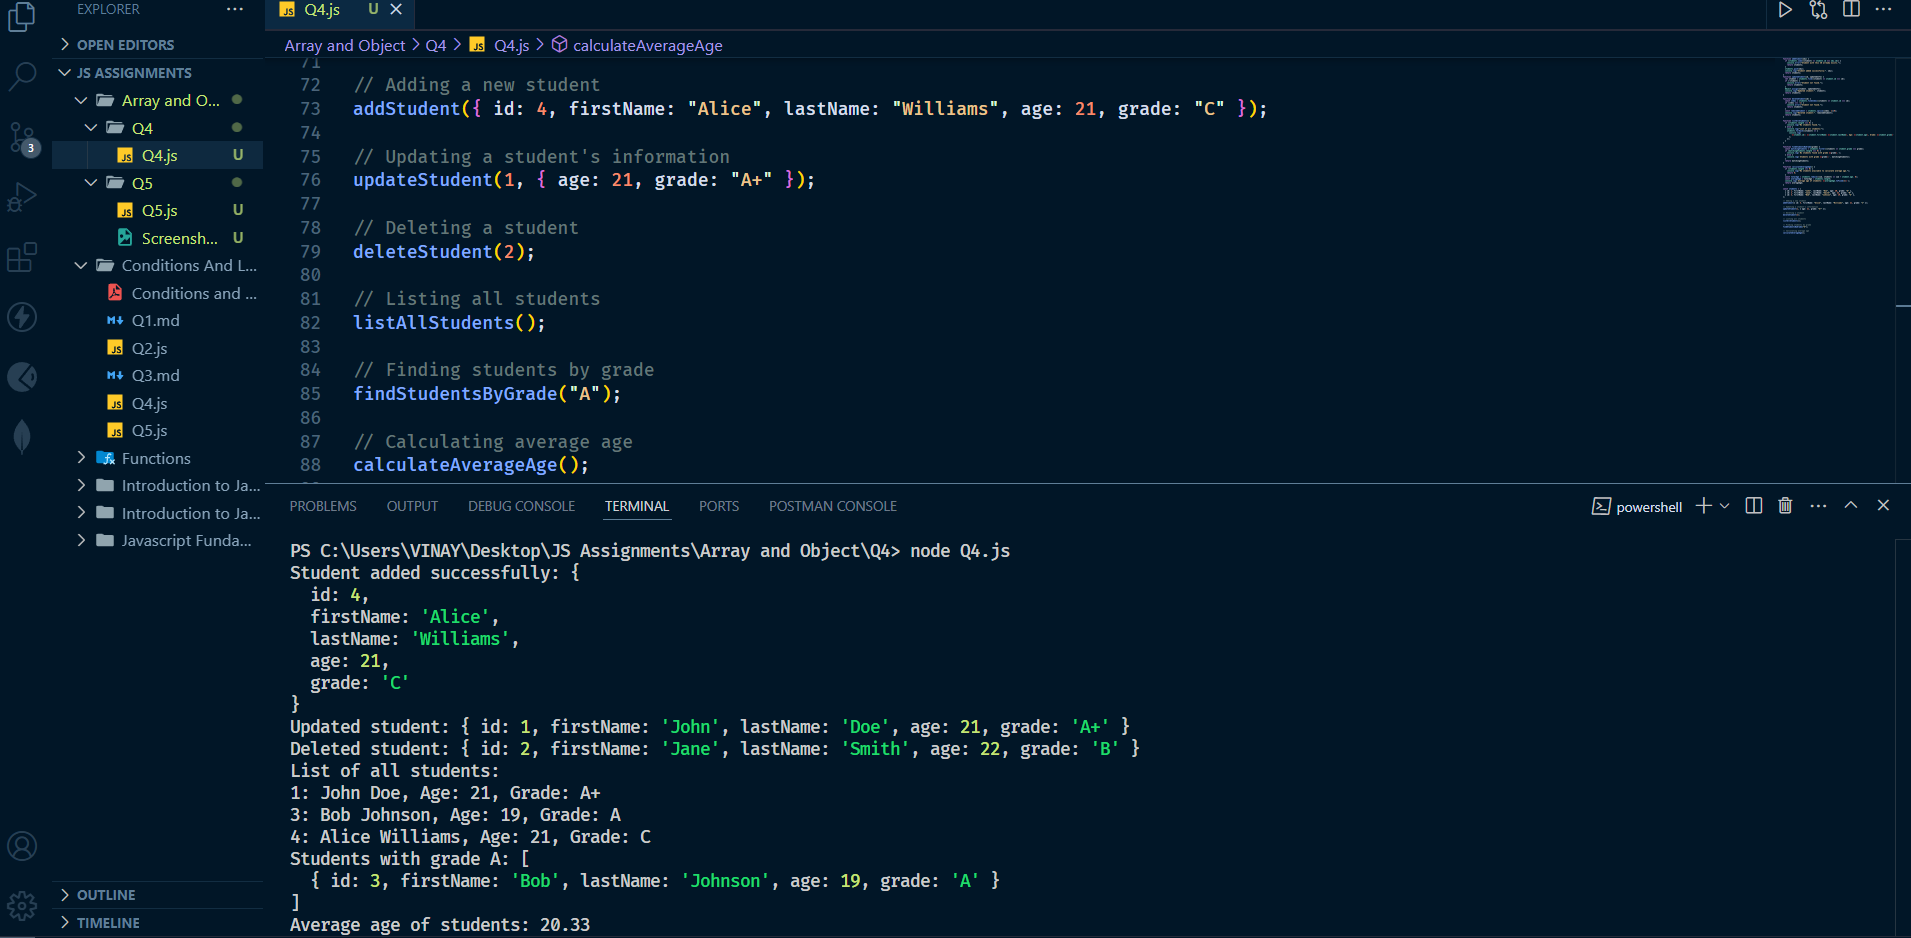 EXPLORER
Q4.js U
OPEN EDITORS
JS ASSIGNMENTS
Array and O...
Q4
Q4.js U
Q5
Q5.js U
Screensh... U
Conditions And L...
Conditions and ...
Q1.md
Q2.js
Q3.md
Q4.js
Q5.js
Functions
Introduction to Ja...
Introduction to Ja...
Javascript Funda...
OUTLINE
TIMELINE
3
Array and Object > Q4 > JS Q4.js > calculateAverageAge
71
72 // Adding a new student
73 addStudent({ id: 4, firstName: "Alice", lastName: "Williams", age: 21, grade: "C" });
74
75 // Updating a student's information
76 updateStudent(1, { age: 21, grade: "A+" });
77
78 // Deleting a student
79 deleteStudent(2);
80
81 // Listing all students
82 listAllStudents();
83
84 // Finding students by grade
85 findStudentsByGrade("A");
86
87 // Calculating average age
88 calculateAverageAge();
PROBLEMS OUTPUT DEBUG CONSOLE TERMINAL PORTS POSTMAN CONSOLE
powershell
PS C:\Users\VINAY\Desktop\JS Assignments\Array and Object\Q4> node Q4.js
Student added successfully: {
id: 4,
firstName: 'Alice',
lastName: 'Williams',
age: 21,
grade: 'C'
}
Updated student: { id: 1, firstName: 'John', lastName: 'Doe', age: 21, grade: 'A+' }
Deleted student: { id: 2, firstName: 'Jane', lastName: 'Smith', age: 22, grade: 'B' }
List of all students:
1: John Doe, Age: 21, Grade: A+
3: Bob Johnson, Age: 19, Grade: A
4: Alice Williams, Age: 21, Grade: C
Students with grade A: [
{ id: 3, firstName: 'Bob', lastName: 'Johnson', age: 19, grade: 'A' }
]
Average age of students: 20.33